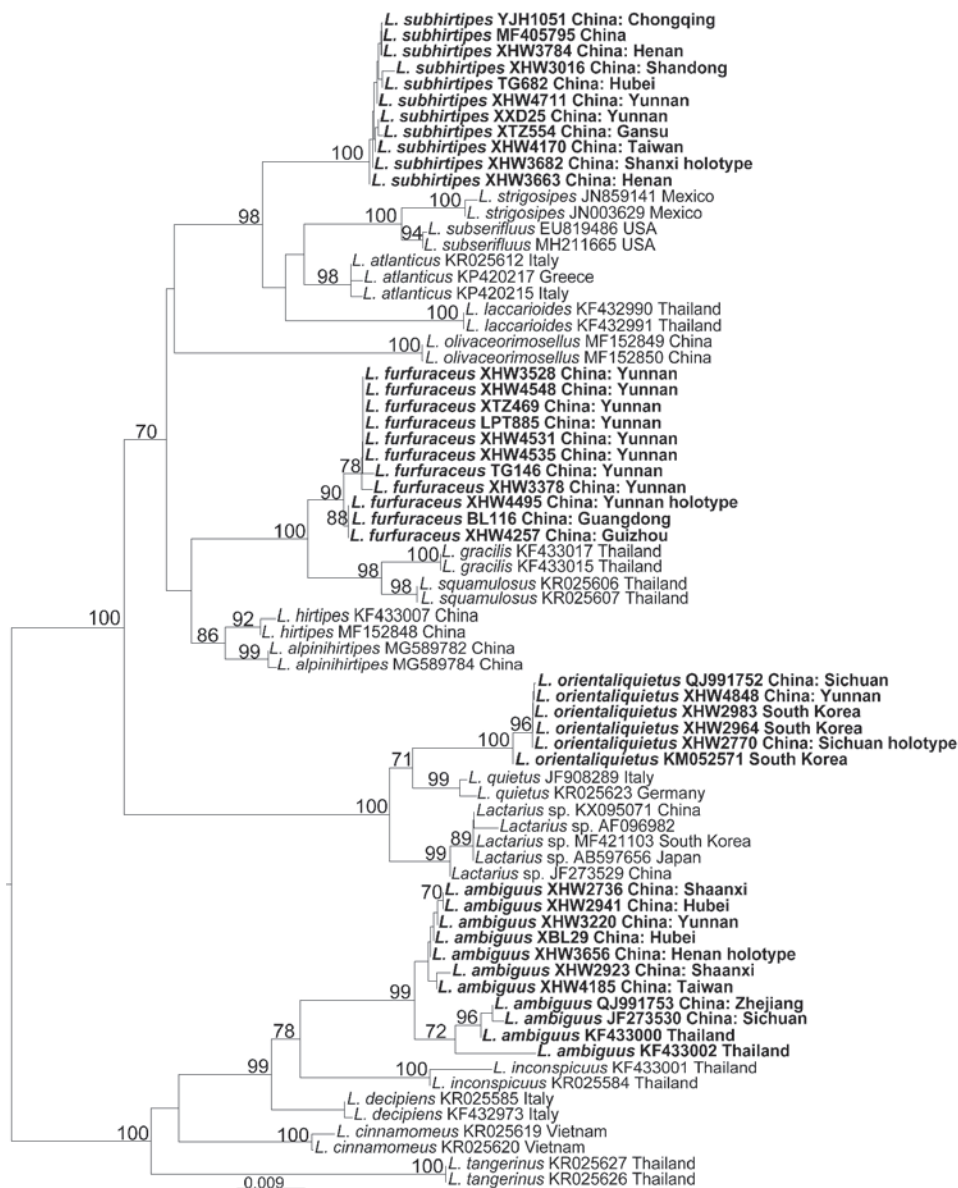 L. subhirtipes YJH1051 China: Chongqing
L. subhirtipes MF405795 China
L. subhirtipes XHW3784 China: Henan
L. subhirtipes XHW3016 China: Shandong
L. subhirtipes TG682 China: Hubei
L. subhirtipes XHW4711 China: Yunnan
L. subhirtipes XXD25 China: Yunnan
L. subhirtipes XTZ554 China: Gansu
L. subhirtipes XHW4170 China: Taiwan
100
L. subhirtipes XHW3682 China: Shanxi holotype
L. subhirtipes XHW3663 China: Henan
L. strigosipes JN859141 Mexico
100
L. strigosipes JN003629 Mexico
98
100
L. subserifluus EU819486 USA
94
L. subserifluus MH211665 USA
L. atlanticus KR025612 Italy
98
L. atlanticus KP420217 Greece
L. atlanticus KP420215 Italy
L. laccarioides KF432990 Thailand
100
L. laccarioides KF432991 Thailand
100
L. olivaceorimosellus MF152849 China
L. olivaceorimosellus MF152850 China
L. furfuraceus XHW3528 China: Yunnan
L. furfuraceus XHW4548 China: Yunnan
L. furfuraceus XTZ469 China: Yunnan
L. furfuraceus LPT885 China: Yunnan
70
L. furfuraceus XHW4531 China: Yunnan
L. furfuraceus XHW4535 China: Yunnan
78
L. furfuraceus TG146 China: Yunnan
L. furfuraceus XHW3378 China: Yunnan
90
L. furfuraceus XHW4495 China: Yunnan holotype
88
L. furfuraceus BL116 China: Guangdong
100
L. furfuraceus XHW4257 China: Guizhou
100
L. gracilis KF433017 Thailand
L. gracilis KF433015 Thailand
98
L. squamulosus KR025606 Thailand
98
L. squamulosus KR025607 Thailand
100
92
L. hirtipes KF433007 China
86
L. hirtipes MF152848 China
99
L. alpinihirtipes MG589782 China
L. alpinihirtipes MG589784 China
L. orientaliquietus QJ991752 China: Sichuan
L. orientaliquietus XHW4848 China: Yunnan
L. orientaliquietus XHW2983 South Korea
96
L. orientaliquietus XHW2964 South Korea
100
L. orientaliquietus XHW2770 China: Sichuan holotype
L. orientaliquietus KM052571 South Korea
71
99
L. quietus JF908289 Italy
L. quietus KR025623 Germany
100
Lactarius sp. KX095071 China
Lactarius sp. AF096982
89
Lactarius sp. MF421103 South Korea
99
Lactarius sp. AB597656 Japan
Lactarius sp. JF273529 China
70
L. ambiguus XHW2736 China: Shaanxi
L. ambiguus XHW2941 China: Hubei
L. ambiguus XHW3220 China: Yunnan
L. ambiguus XBL29 China: Hubei
L. ambiguus XHW3656 China: Henan holotype
L. ambiguus XHW2923 China: Shaanxi
L. ambiguus XHW4185 China: Taiwan
99
L. ambiguus QJ991753 China: Zhejiang
96
L. ambiguus JF273530 China: Sichuan
72
L. ambiguus KF433000 Thailand
78
L. ambiguus KF433002 Thailand
99
100
L. inconspicuus KF433001 Thailand
L. inconspicuus KR025584 Thailand
L. decipiens KR025585 Italy
L. decipiens KF432973 Italy
100
100
L. cinnamomeus KR025619 Vietnam
L. cinnamomeus KR025620 Vietnam
100
L. tangerinus KR025627 Thailand
L. tangerinus KR025626 Thailand
0.009